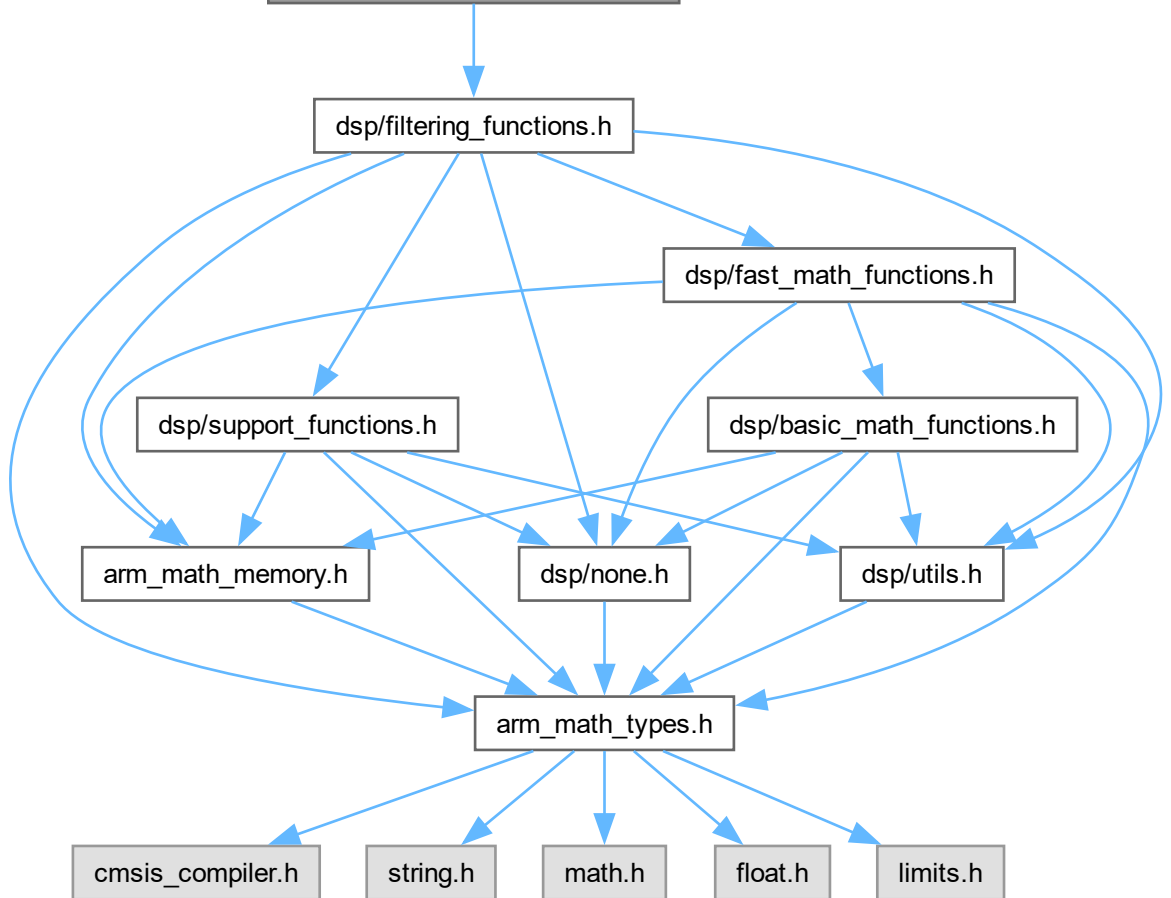 dsp/filtering_functions.h
dsp/fast_math_functions.h
dsp/support_functions.h
dsp/basic_math_functions.h
arm_math_memory.h
dsp/none.h
dsp/utils.h
arm_math_types.h
cmsis_compiler.h
string.h
math.h
float.h
limits.h